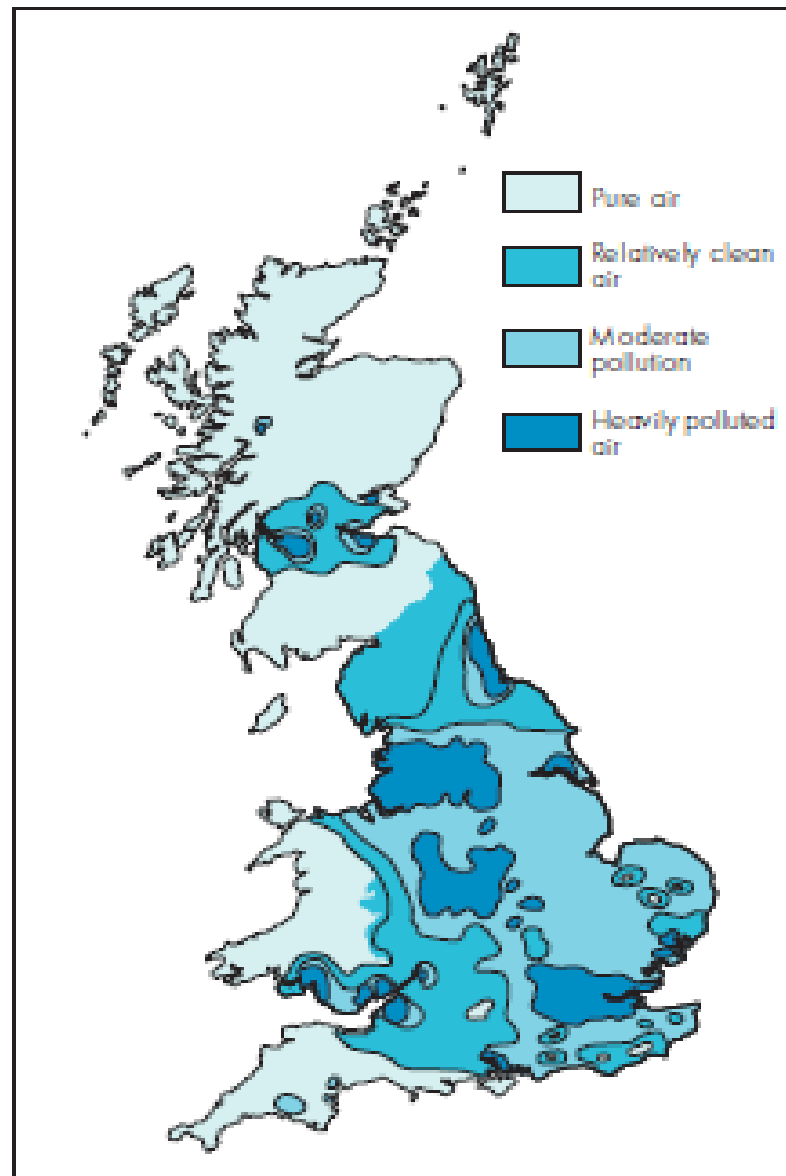 Pure air
Relatively clean
air
Moderate
pollution
Heavily polluted
air